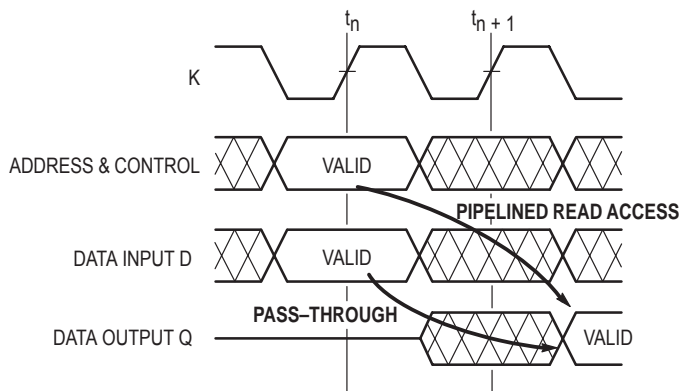 tn
tn + 1
K
ADDRESS & CONTROL
VALID
PIPELINED READ ACCESS
DATA INPUT D
VALID
PASS–THROUGH
DATA OUTPUT Q
VALID